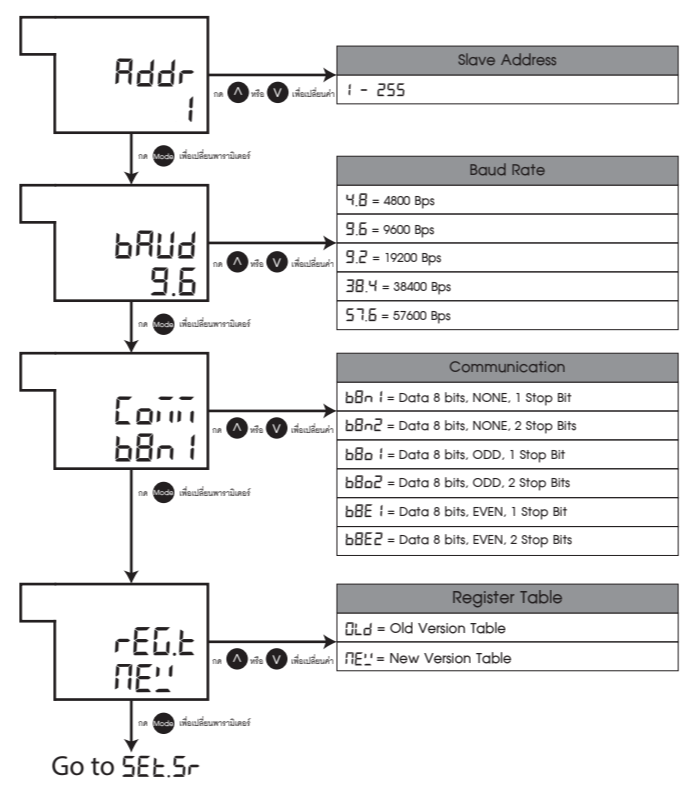 Addr
1
กด ∧ หรือ ∨ เพื่อเปลี่ยนค่า
Slave Address
1 - 255
กด Mode เพื่อเปลี่ยนพารามิเตอร์
bAUd
9.6
กด ∧ หรือ ∨ เพื่อเปลี่ยนค่า
Baud Rate
4.8 = 4800 Bps
9.6 = 9600 Bps
9.2 = 19200 Bps
38.4 = 38400 Bps
57.6 = 57600 Bps
กด Mode เพื่อเปลี่ยนพารามิเตอร์
Comm
b8n1
กด ∧ หรือ ∨ เพื่อเปลี่ยนค่า
Communication
b8n1 = Data 8 bits, NONE, 1 Stop Bit
b8n2 = Data 8 bits, NONE, 2 Stop Bits
b8o1 = Data 8 bits, ODD, 1 Stop Bit
b8o2 = Data 8 bits, ODD, 2 Stop Bits
b8E1 = Data 8 bits, EVEN, 1 Stop Bit
b8E2 = Data 8 bits, EVEN, 2 Stop Bits
กด Mode เพื่อเปลี่ยนพารามิเตอร์
rEG.t
NEW
กด ∧ หรือ ∨ เพื่อเปลี่ยนค่า
Register Table
OLd = Old Version Table
NEW = New Version Table
กด Mode เพื่อเปลี่ยนพารามิเตอร์
Go to SEt.Sr